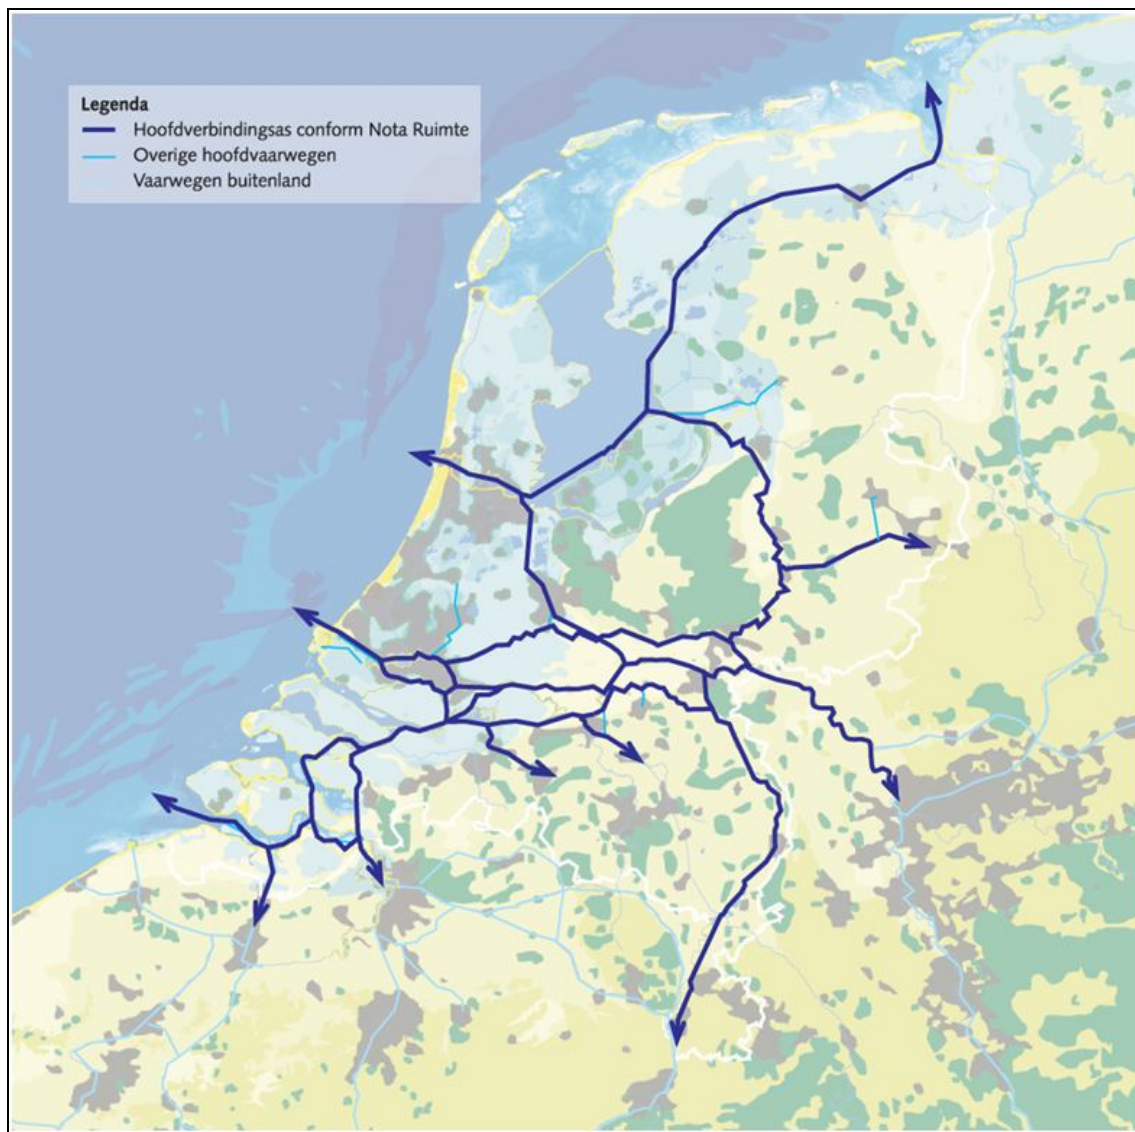 Legenda
Hoofdverbindingsas conform Nota Ruimte
Overige hoofdvaarwegen
Vaarwegen buitenland